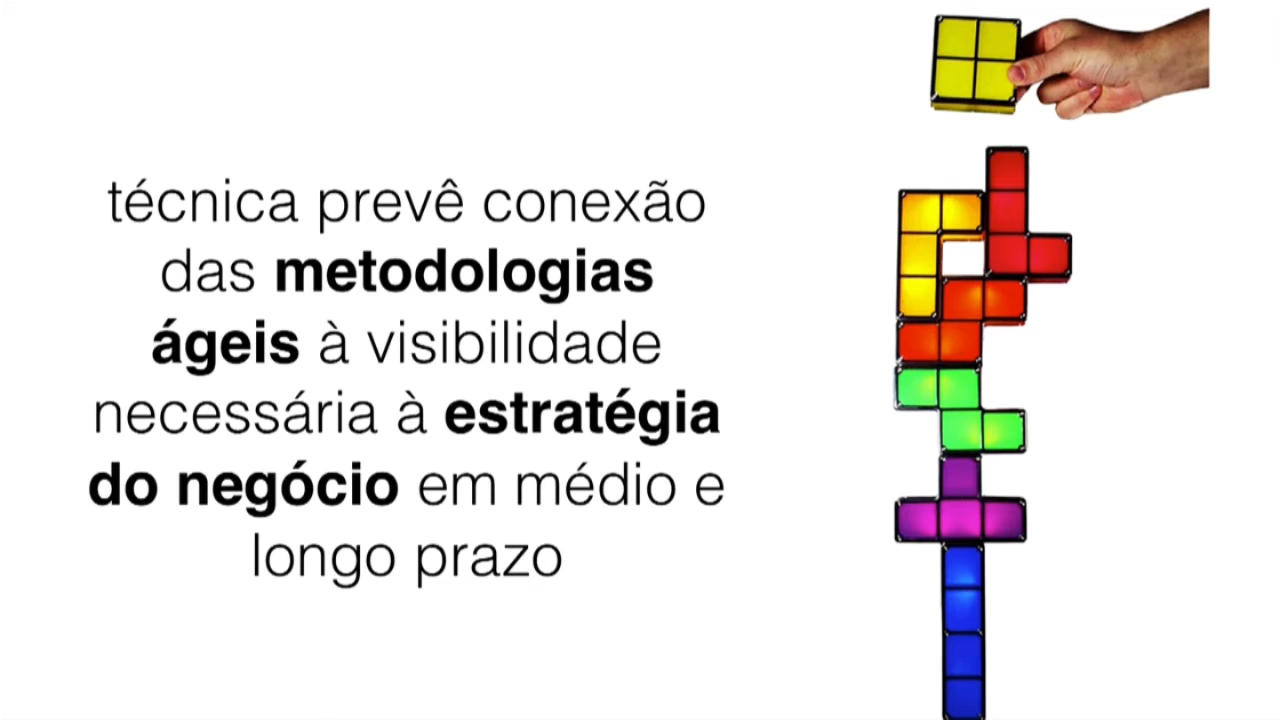 técnica prevê conexão
das metodologias
ágeis à visibilidade
necessária à estratégia
do negócio em médio e
longo prazo